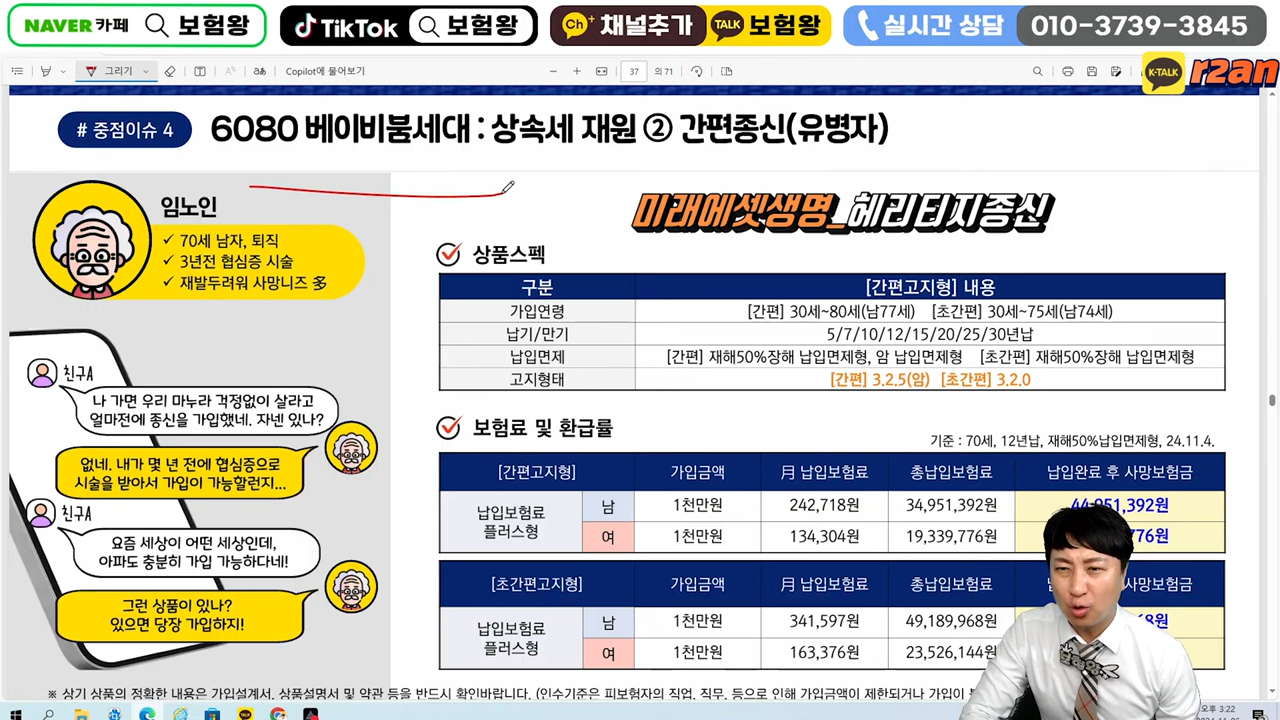 NAVER 카페 보험왕
TikTok 보험왕
Ch+ 채널추가 TALK 보험왕
실시간 상담 010-3739-3845
그리기
Copilot에 물어보기
37 의 71
K-TALK r2an
# 중점이슈 4
6080 베이비붐세대 : 상속세 재원 ② 간편종신(유병자)
임노인
✓ 70세 남자, 퇴직
✓ 3년전 협심증 시술
✓ 재발두려워 사망니즈 多
친구A
나 가면 우리 마누라 걱정없이 살라고
얼마전에 종신을 가입했네. 자넨 있나?
없네. 내가 몇 년 전에 협심증으로
시술을 받아서 가입이 가능할런지...
친구A
요즘 세상이 어떤 세상인데,
아파도 충분히 가입 가능하다네!
그런 상품이 있나?
있으면 당장 가입하지!
미래에셋생명_헤리티지종신
상품스펙
구분 [간편고지형] 내용
가입연령 [간편] 30세~80세(남77세) [초간편] 30세~75세(남74세)
납기/만기 5/7/10/12/15/20/25/30년납
납입면제 [간편] 재해50%장해 납입면제형, 암 납입면제형 [초간편] 재해50%장해 납입면제형
고지형태 [간편] 3.2.5(암) [초간편] 3.2.0
보험료 및 환급률
기준 : 70세, 12년납, 재해50%납입면제형, 24.11.4.
[간편고지형] 가입금액 月 납입보험료 총납입보험료 납입완료 후 사망보험금
납입보험료 플러스형
남 1천만원 242,718원 34,951,392원 44,951,392원
여 1천만원 134,304원 19,339,776원
[초간편고지형] 가입금액 月 납입보험료 총납입보험료 사망보험금
납입보험료 플러스형
남 1천만원 341,597원 49,189,968원
여 1천만원 163,376원 23,526,144원
※ 상기 상품의 정확한 내용은 가입설계서, 상품설명서 및 약관 등을 반드시 확인바랍니다. (인수기준은 피보험자의 직업, 직무, 등으로 인해 가입금액이 제한되거나 가입이
오후 3:22